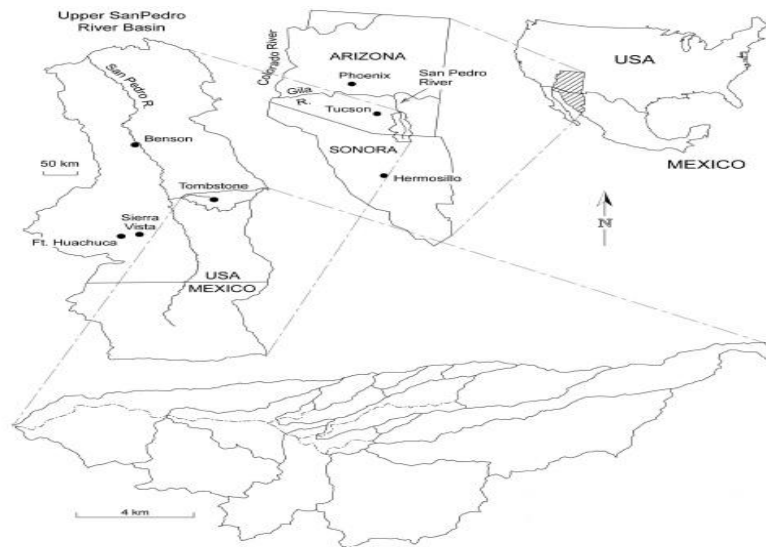 Upper SanPedro
River Basin
San Pedro R.
Benson
50 km
Tombstone
Sierra
Vista
Ft. Huachuca
USA
MEXICO
Colorado River
ARIZONA
Phoenix
San Pedro
River
Gila
R.
Tucson
SONORA
Hermosillo
USA
MEXICO
N
4 km